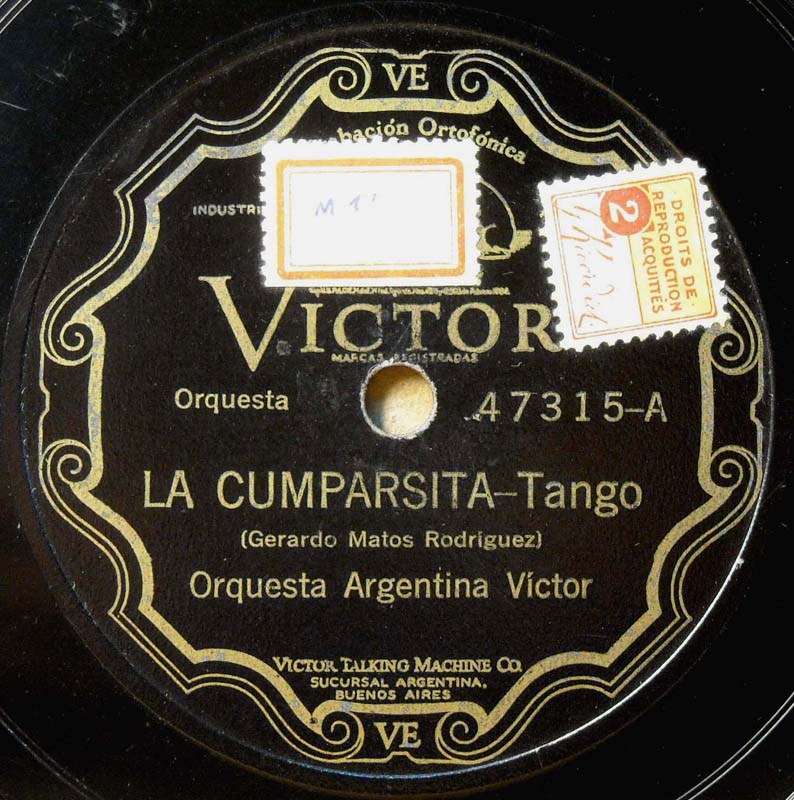 VE
bación Ortofónica
INDUSTRI
M 1'
DROITS DE
REPRODUCTION
ACQUITTÉS
2
VICTOR
MARCAS REGISTRADAS
Orquesta
47315-A
LA CUMPARSITA-Tango
(Gerardo Matos Rodriguez)
Orquesta Argentina Víctor
VICTOR TALKING MACHINE CO.
SUCURSAL ARGENTINA,
BUENOS AIRES
VE